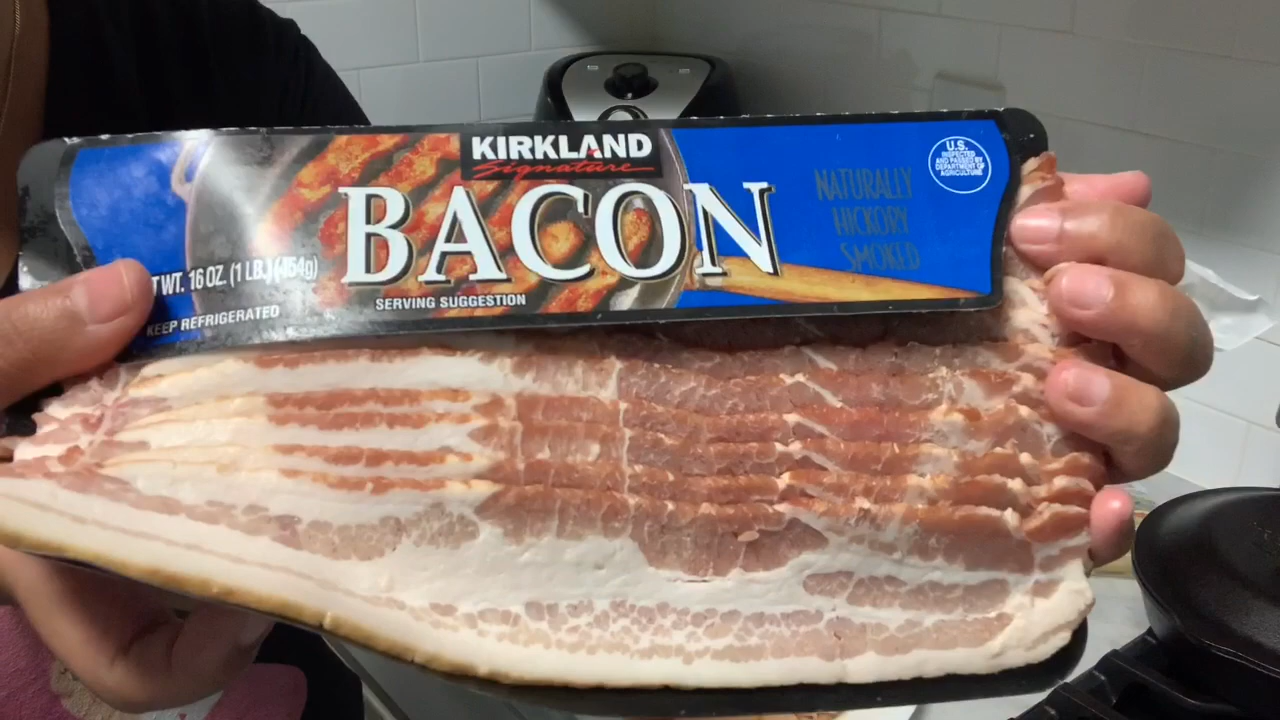 KIRKLAND
Signature
BACON
NATURALLY
HICKORY
SMOKED
U.S.
INSPECTED
AND PASSED BY
DEPARTMENT OF
AGRICULTURE
WT. 16 OZ. (1 LB.) (454g)
KEEP REFRIGERATED
SERVING SUGGESTION